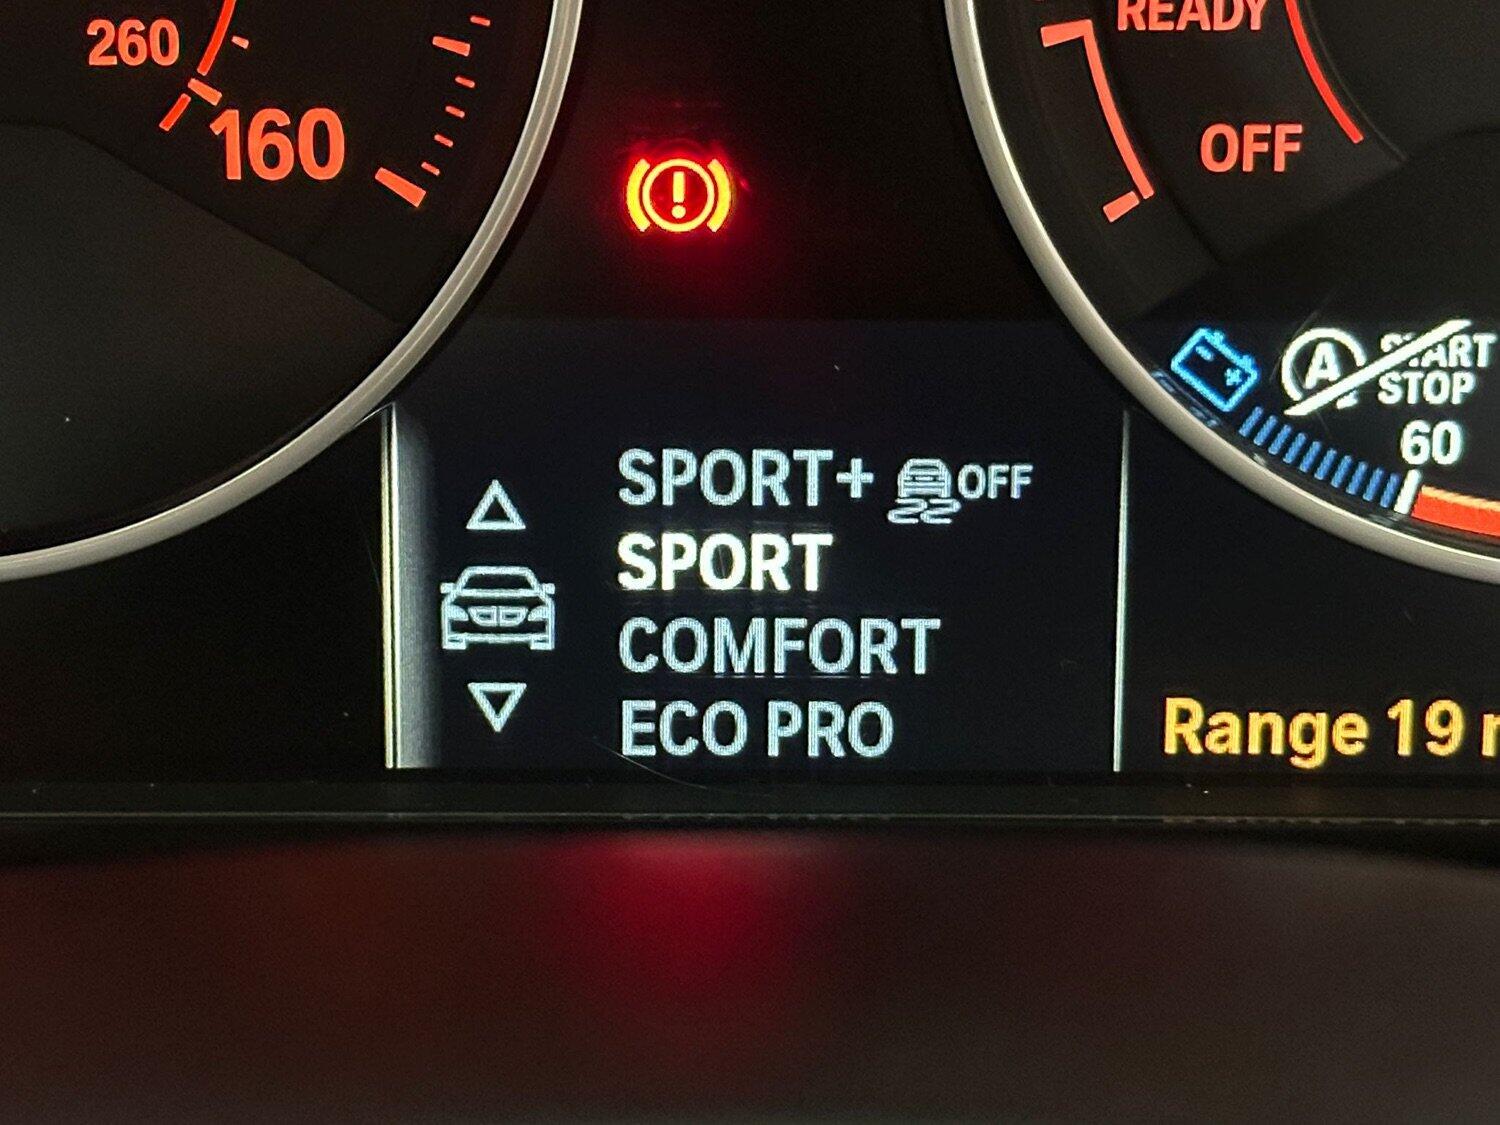 260
160
READY
OFF
A START
STOP
60
SPORT+ OFF
SPORT
COMFORT
ECO PRO
Range 19